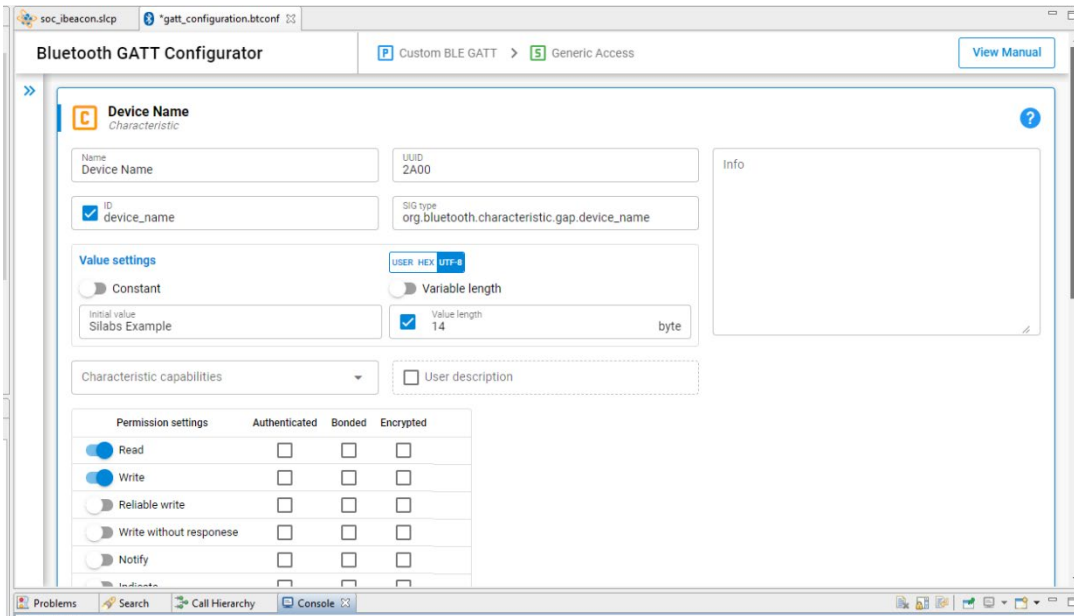 soc_ibeacon.slcp
*gatt_configuration.btconf
Bluetooth GATT Configurator
P Custom BLE GATT > S Generic Access
View Manual
C
Device Name
Characteristic
?
Name
Device Name
UUID
2A00
Info
ID
device_name
SIG type
org.bluetooth.characteristic.gap.device_name
Value settings
USER HEX UTF-8
Constant
Variable length
Initial value
Silabs Example
Value length
14
byte
Characteristic capabilities
User description
Permission settings Authenticated Bonded Encrypted
Read
Write
Reliable write
Write without responese
Notify
Indicate
Problems Search Call Hierarchy Console